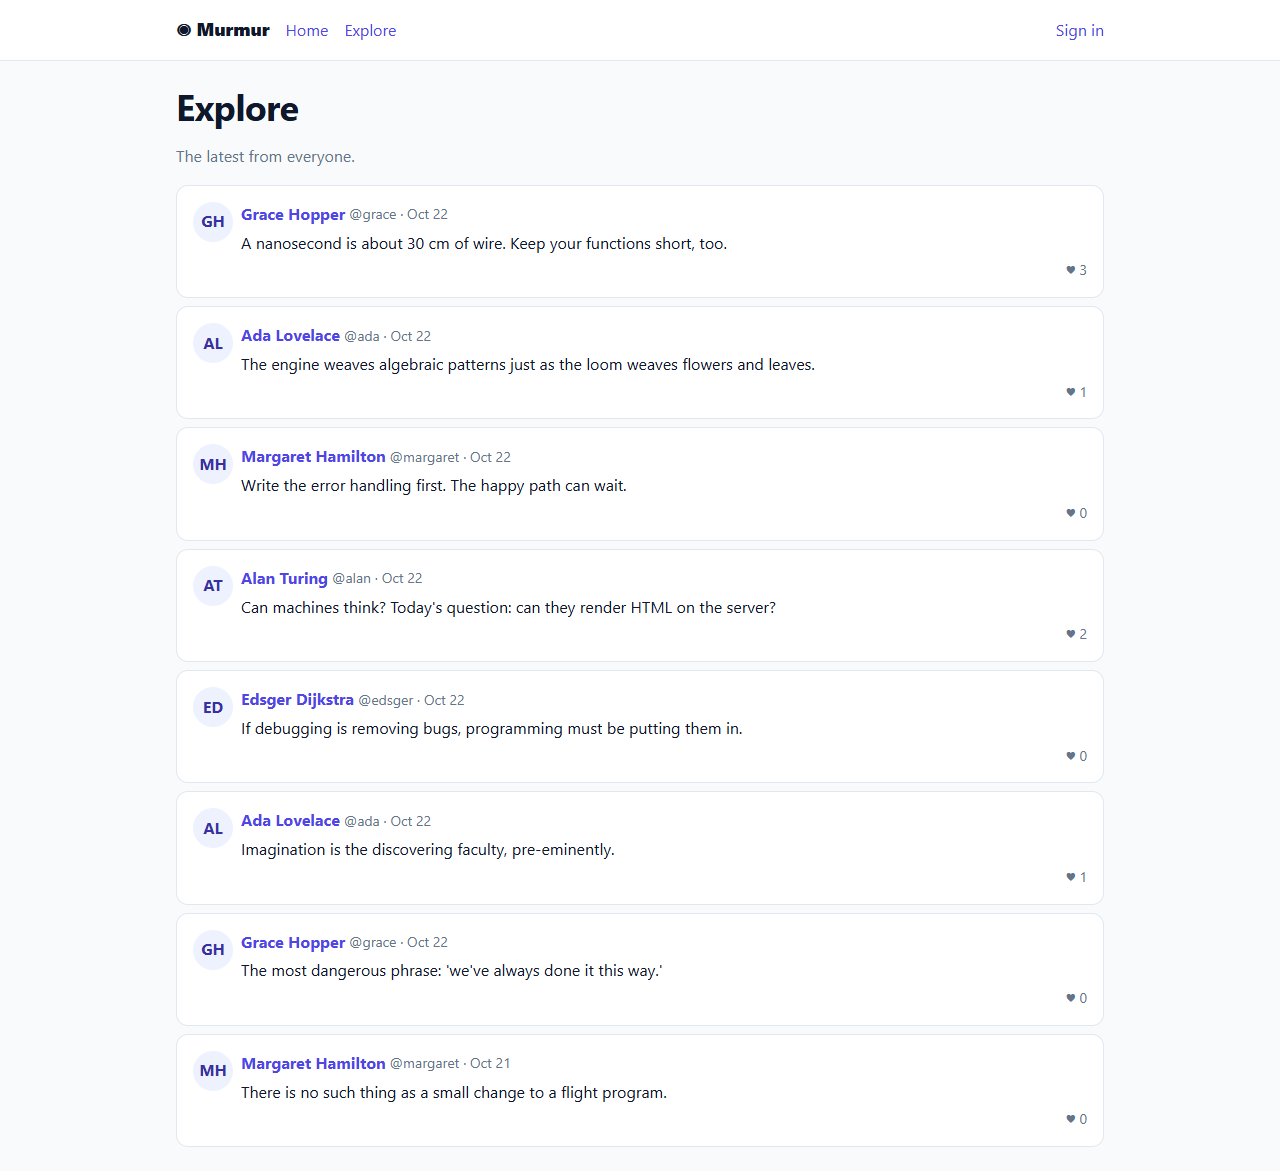 ◉ Murmur Home Explore Sign in
Explore
The latest from everyone.
GH Grace Hopper @grace · Oct 22
A nanosecond is about 30 cm of wire. Keep your functions short, too.
♥ 3
AL Ada Lovelace @ada · Oct 22
The engine weaves algebraic patterns just as the loom weaves flowers and leaves.
♥ 1
MH Margaret Hamilton @margaret · Oct 22
Write the error handling first. The happy path can wait.
♥ 0
AT Alan Turing @alan · Oct 22
Can machines think? Today's question: can they render HTML on the server?
♥ 2
ED Edsger Dijkstra @edsger · Oct 22
If debugging is removing bugs, programming must be putting them in.
♥ 0
AL Ada Lovelace @ada · Oct 22
Imagination is the discovering faculty, pre-eminently.
♥ 1
GH Grace Hopper @grace · Oct 22
The most dangerous phrase: 'we've always done it this way.'
♥ 0
MH Margaret Hamilton @margaret · Oct 21
There is no such thing as a small change to a flight program.
♥ 0